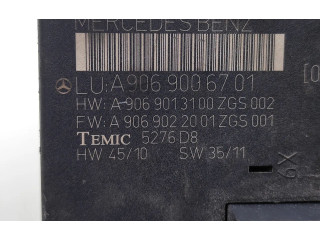 MERCEDES BENZ
LU: A 906 900 67 01
HW: A 906 901 31 00 ZGS 002
FW: A 906 902 20 01 ZGS 001
TEMIC 5276 D8
HW 45/10 SW 35/11